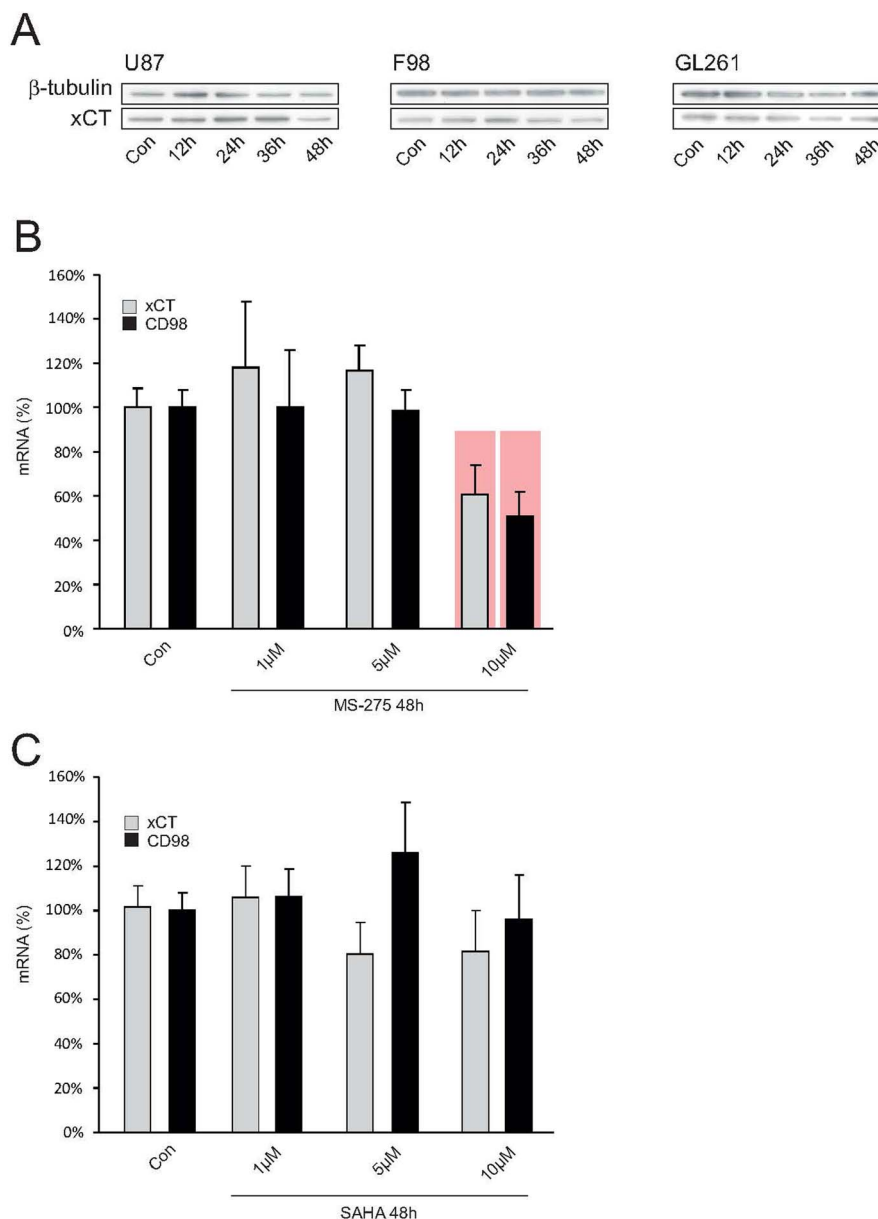 A
U87 F98 GL261
β-tubulin
xCT
Con 12h 24h 36h 48h Con 12h 24h 36h 48h Con 12h 24h 36h 48h
B
160%
140%
120%
100%
80%
60%
40%
20%
0%
mRNA (%)
xCT
CD98
Con 1µM 5µM 10µM
MS-275 48h
C
160%
140%
120%
100%
80%
60%
40%
20%
0%
mRNA (%)
xCT
CD98
Con 1µM 5µM 10µM
SAHA 48h